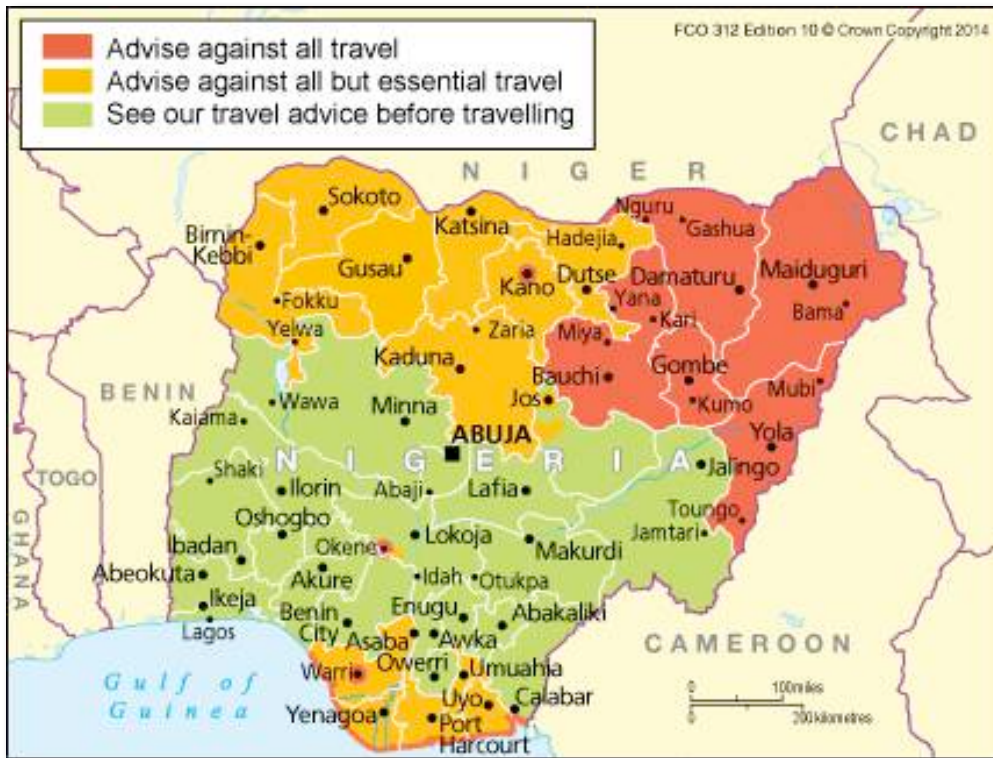 FCO 312 Edition 10 © Crown Copyright 2014
Advise against all travel
Advise against all but essential travel
See our travel advice before travelling
CHAD
NIGER
Sokoto
Katsina
Nguru
Gashua
Birnin-
Kebbi
Hadejia
Gusau
Kano
Dutse
Damaturu
Maiduguri
Fokku
Yana
Bama
Yelwa
Zaria
Miya
Kari
Kaduna
Gombe
Bauchi
Mubi
BENIN
Wawa
Jos
Kumo
Kaiama
Minna
ABUJA
Yola
NIGERIA
Jalingo
TOGO
Shaki
Ilorin
Abaji
Lafia
Toungo
GHANA
Oshogbo
Lokoja
Jamtari
Ibadan
Okene
Makurdi
Abeokuta
Akure
Idah
Otukpa
Ikeja
Benin
City
Enugu
Abakaliki
Lagos
Asaba
Awka
CAMEROON
Owerri
Warri
Umuahia
Gulf of
Guinea
Uyo
Calabar
Yenagoa
Port
Harcourt
0 100miles
0 200kilometres